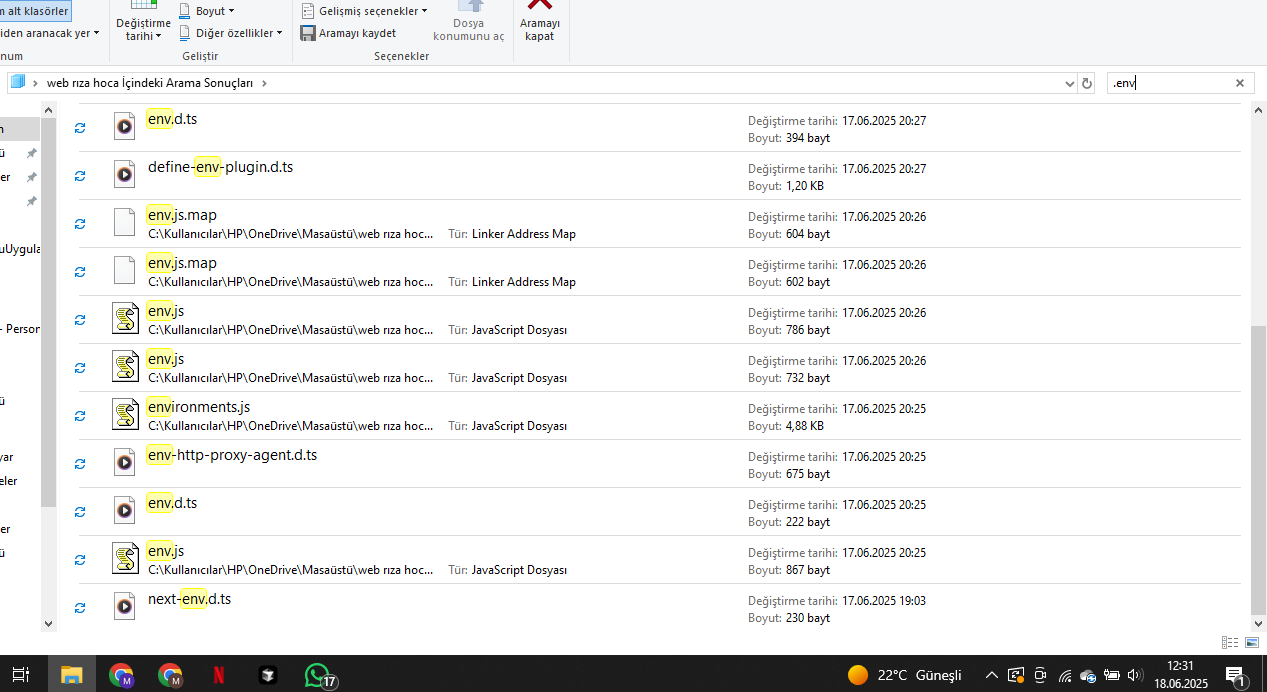 m alt klasörler
iden aranacak yer
num
Değiştirme
tarihi
Boyut
Diğer özellikler
Geliştir
Gelişmiş seçenekler
Aramayı kaydet
Dosya
konumunu aç
Seçenekler
Aramayı
kapat
web rıza hoca İçindeki Arama Sonuçları
.env
n
ü
er
uUygula
- Person
ü
yar
eler
er
ü
env.d.ts
Değiştirme tarihi: 17.06.2025 20:27
Boyut: 394 bayt
define-env-plugin.d.ts
Değiştirme tarihi: 17.06.2025 20:27
Boyut: 1,20 KB
env.js.map
Değiştirme tarihi: 17.06.2025 20:26
C:\Kullanıcılar\HP\OneDrive\Masaüstü\web rıza hoc... Tür: Linker Address Map Boyut: 604 bayt
env.js.map
Değiştirme tarihi: 17.06.2025 20:26
C:\Kullanıcılar\HP\OneDrive\Masaüstü\web rıza hoc... Tür: Linker Address Map Boyut: 602 bayt
env.js
Değiştirme tarihi: 17.06.2025 20:26
C:\Kullanıcılar\HP\OneDrive\Masaüstü\web rıza hoc... Tür: JavaScript Dosyası Boyut: 786 bayt
env.js
Değiştirme tarihi: 17.06.2025 20:26
C:\Kullanıcılar\HP\OneDrive\Masaüstü\web rıza hoc... Tür: JavaScript Dosyası Boyut: 732 bayt
environments.js
Değiştirme tarihi: 17.06.2025 20:25
C:\Kullanıcılar\HP\OneDrive\Masaüstü\web rıza hoc... Tür: JavaScript Dosyası Boyut: 4,88 KB
env-http-proxy-agent.d.ts
Değiştirme tarihi: 17.06.2025 20:25
Boyut: 675 bayt
env.d.ts
Değiştirme tarihi: 17.06.2025 20:25
Boyut: 222 bayt
env.js
Değiştirme tarihi: 17.06.2025 20:25
C:\Kullanıcılar\HP\OneDrive\Masaüstü\web rıza hoc... Tür: JavaScript Dosyası Boyut: 867 bayt
next-env.d.ts
Değiştirme tarihi: 17.06.2025 19:03
Boyut: 230 bayt
M
M
N
17
22°C Güneşli
12:31
18.06.2025
1